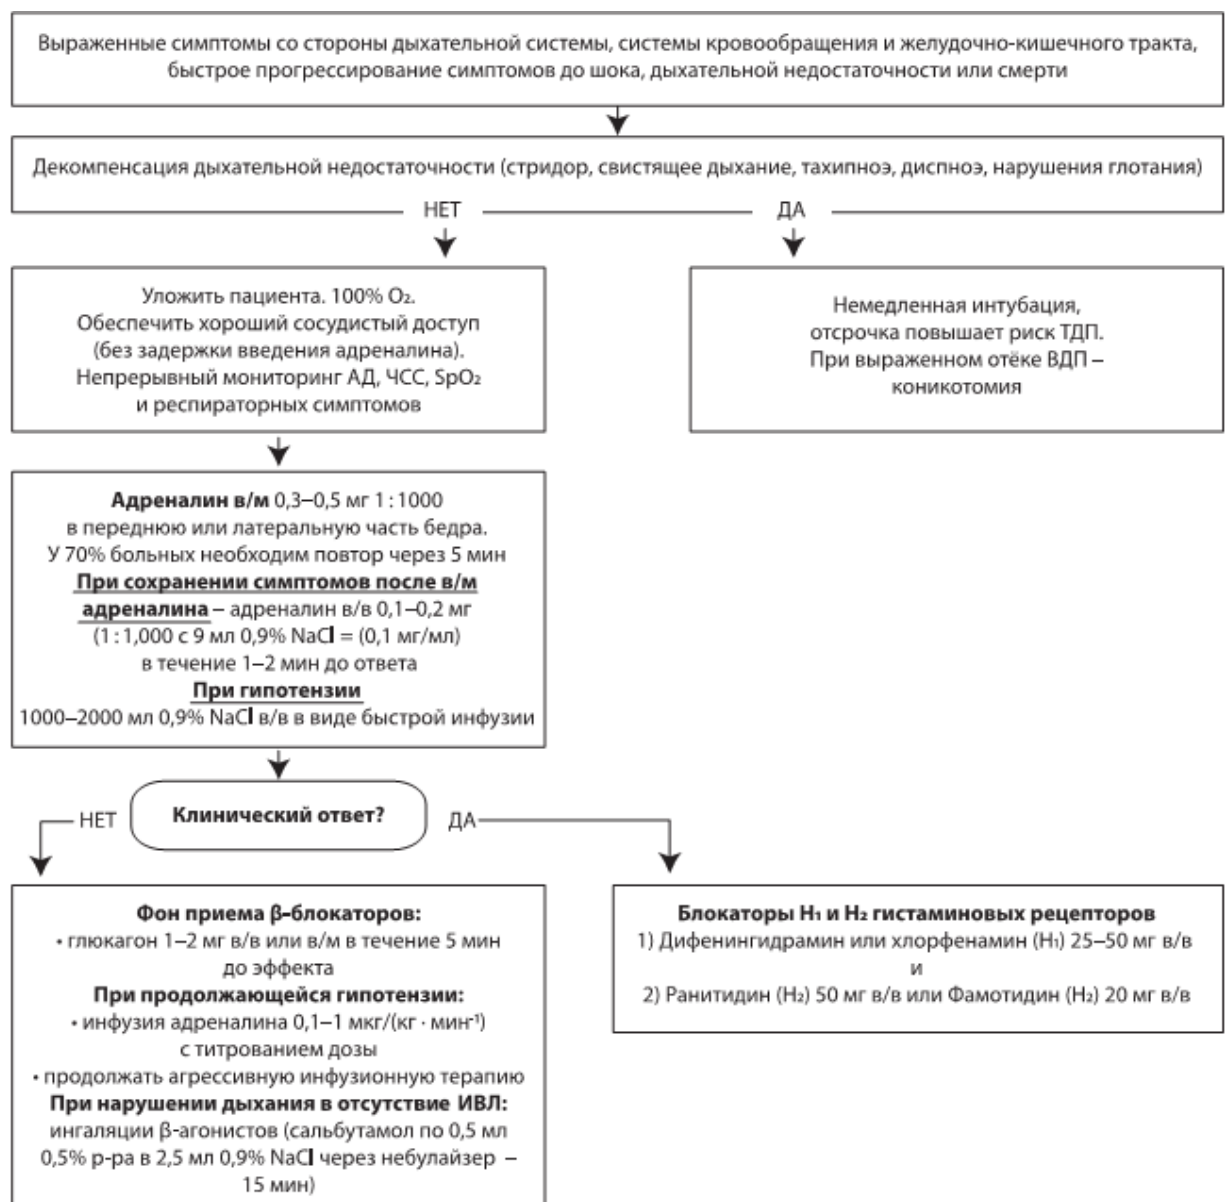 Выраженные симптомы со стороны дыхательной системы, системы кровообращения и желудочно-кишечного тракта,
быстрое прогрессирование симптомов до шока, дыхательной недостаточности или смерти
Декомпенсация дыхательной недостаточности (стридор, свистящее дыхание, тахипноэ, диспноэ, нарушения глотания)
НЕТ
ДА
Уложить пациента. 100% O₂.
Обеспечить хороший сосудистый доступ
(без задержки введения адреналина).
Непрерывный мониторинг АД, ЧСС, SpO₂
и респираторных симптомов
Немедленная интубация,
отсрочка повышает риск ТДП.
При выраженном отёке ВДП –
коникотомия
Адреналин в/м 0,3–0,5 мг 1:1000
в переднюю или латеральную часть бедра.
У 70% больных необходим повтор через 5 мин
При сохранении симптомов после в/м
адреналина – адреналин в/в 0,1–0,2 мг
(1:1,000 с 9 мл 0,9% NaCl = (0,1 мг/мл)
в течение 1–2 мин до ответа
При гипотензии
1000–2000 мл 0,9% NaCl в/в в виде быстрой инфузии
НЕТ
Клинический ответ?
ДА
Фон приема β-блокаторов:
• глюкагон 1–2 мг в/в или в/м в течение 5 мин
до эффекта
При продолжающейся гипотензии:
• инфузия адреналина 0,1–1 мкг/(кг · мин⁻¹)
с титрованием дозы
• продолжать агрессивную инфузионную терапию
При нарушении дыхания в отсутствие ИВЛ:
ингаляции β-агонистов (сальбутамол по 0,5 мл
0,5% р-ра в 2,5 мл 0,9% NaCl через небулайзер –
15 мин)
Блокаторы H₁ и H₂ гистаминовых рецепторов
1) Дифенингидрамин или хлорфенамин (H₁) 25–50 мг в/в
и
2) Ранитидин (H₂) 50 мг в/в или Фамотидин (H₂) 20 мг в/в